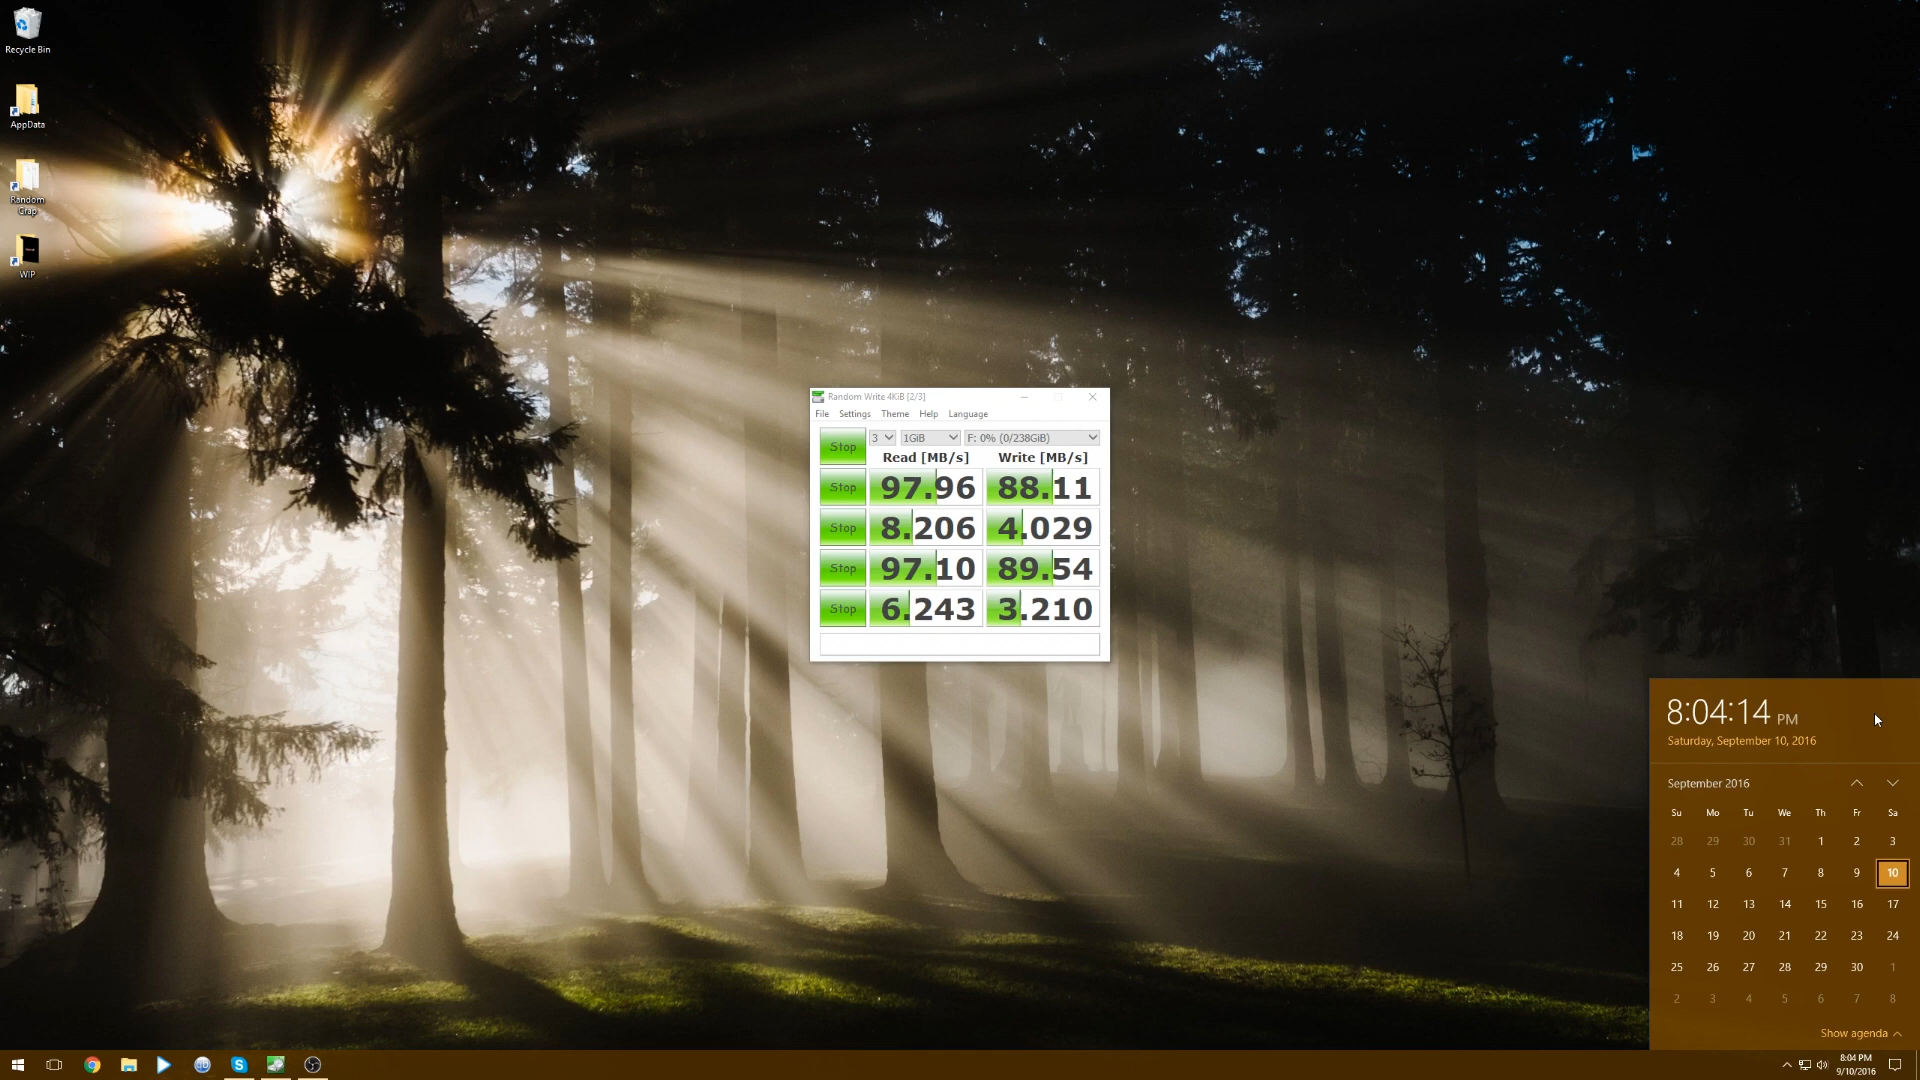 Recycle Bin
AppData
Random
Crap
WIP
Random Write 4KiB [2/3]
File Settings Theme Help Language
Stop 3 1GiB F: 0% (0/238GiB)
Read [MB/s] Write [MB/s]
Stop 97.96 88.11
Stop 8.206 4.029
Stop 97.10 89.54
Stop 6.243 3.210
8:04:14 PM
Saturday, September 10, 2016
September 2016
Su Mo Tu We Th Fr Sa
28 29 30 31 1 2 3
4 5 6 7 8 9 10
11 12 13 14 15 16 17
18 19 20 21 22 23 24
25 26 27 28 29 30 1
2 3 4 5 6 7 8
Show agenda
qb S
8:04 PM
9/10/2016